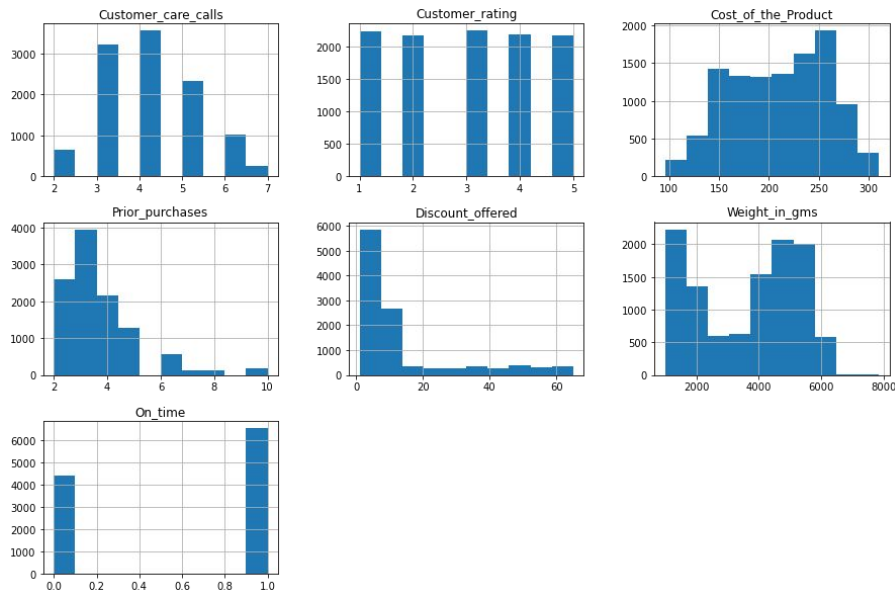 Customer_care_calls
3000
2000
1000
0
2 3 4 5 6 7
Customer_rating
2000
1500
1000
500
0
1 2 3 4 5
Cost_of_the_Product
2000
1500
1000
500
0
100 150 200 250 300
Prior_purchases
4000
3000
2000
1000
0
2 4 6 8 10
Discount_offered
6000
5000
4000
3000
2000
1000
0
0 20 40 60
Weight_in_gms
2000
1500
1000
500
0
2000 4000 6000 8000
On_time
6000
5000
4000
3000
2000
1000
0
0.0 0.2 0.4 0.6 0.8 1.0